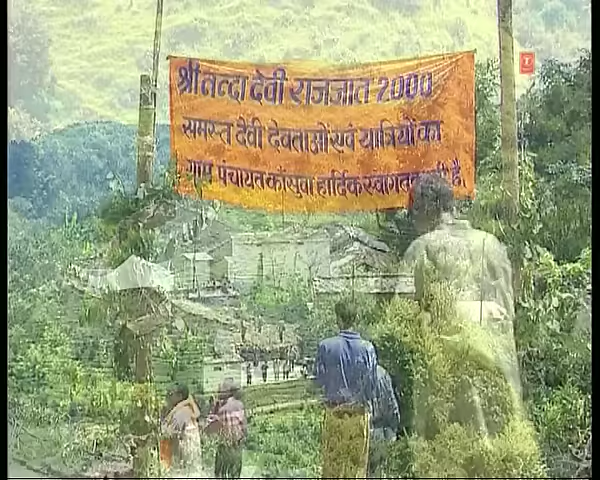 श्री नन्दा देवी राजजात 2000
समस्त देवी देवताओं एवं यात्रियों का
ग्राम पंचायत कांसुवा हार्दिक स्वागत करती है.
T